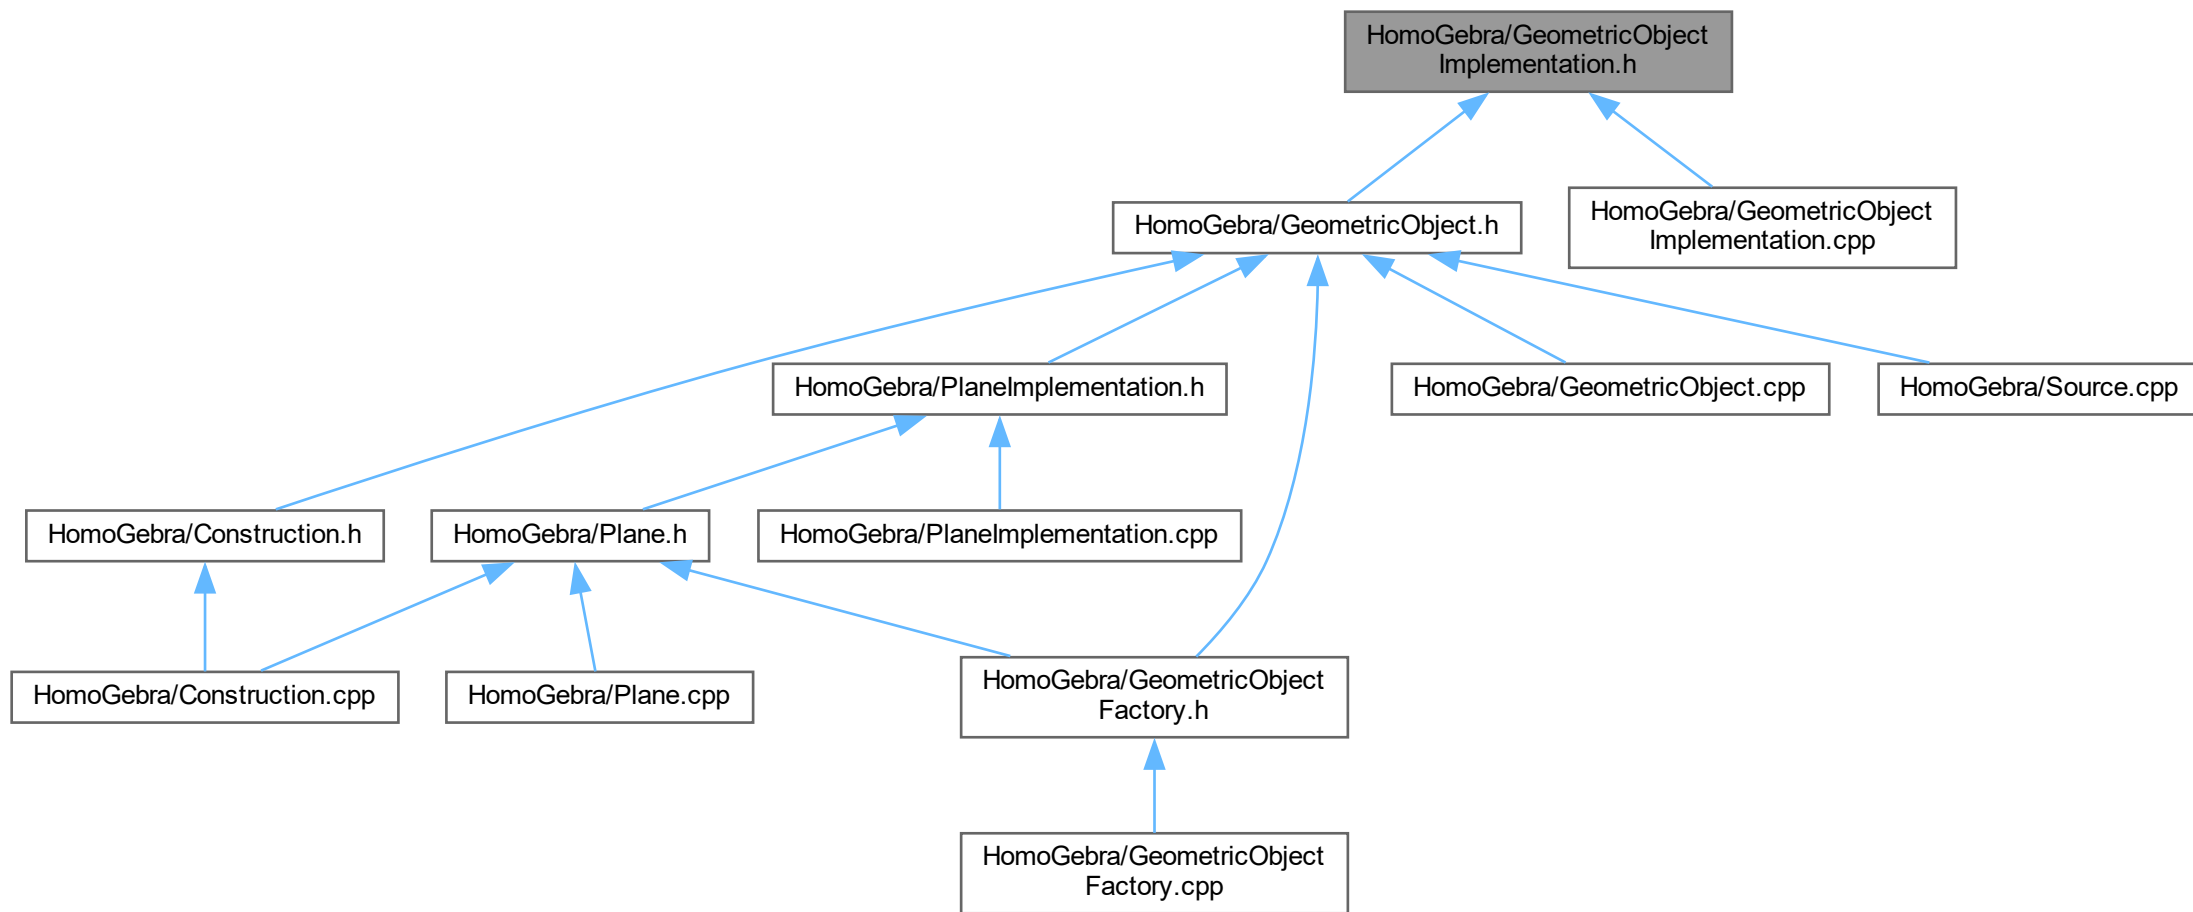 HomoGebra/GeometricObject
Implementation.h
HomoGebra/GeometricObject.h
HomoGebra/GeometricObject
Implementation.cpp
HomoGebra/PlaneImplementation.h
HomoGebra/GeometricObject.cpp
HomoGebra/Source.cpp
HomoGebra/Construction.h
HomoGebra/Plane.h
HomoGebra/PlaneImplementation.cpp
HomoGebra/Construction.cpp
HomoGebra/Plane.cpp
HomoGebra/GeometricObject
Factory.h
HomoGebra/GeometricObject
Factory.cpp